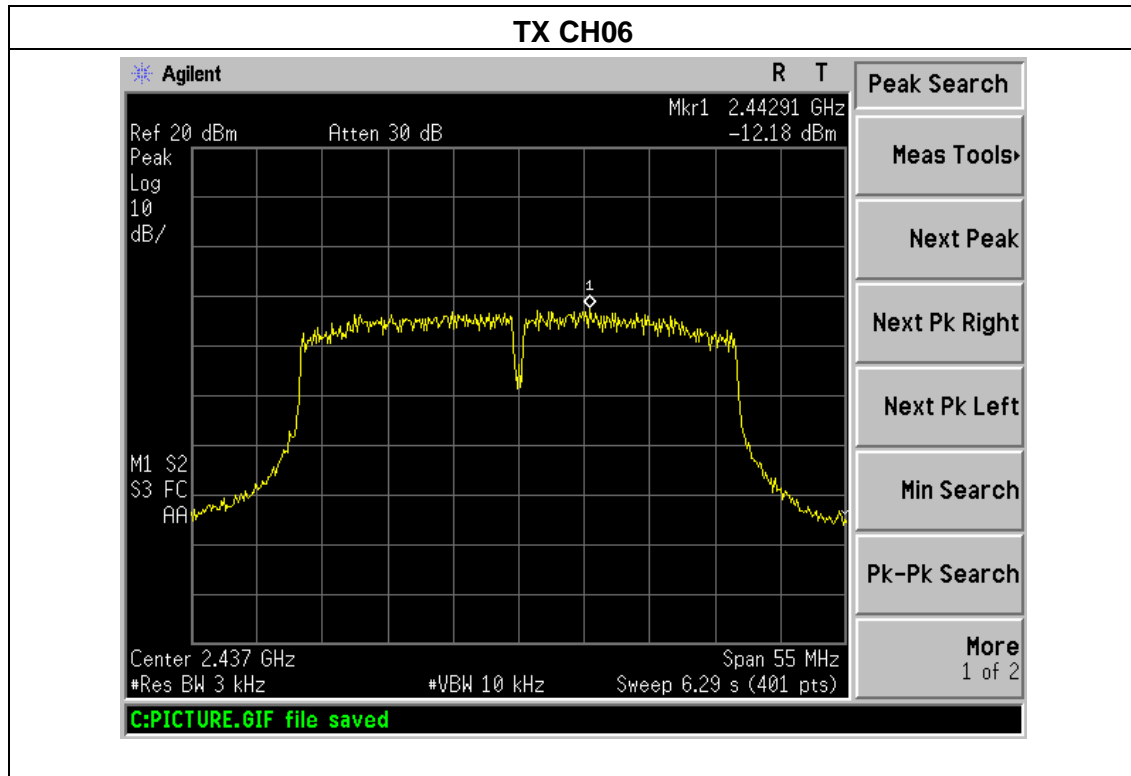 TX CH06
Agilent R T
Peak Search
Mkr1 2.44291 GHz
Ref 20 dBm Atten 30 dB -12.18 dBm
Peak
Log
10
dB/
1
M1 S2
S3 FC
AA
Center 2.437 GHz Span 55 MHz
#Res BW 3 kHz #VBW 10 kHz Sweep 6.29 s (401 pts)
C:PICTURE.GIF file saved
Meas Tools
Next Peak
Next Pk Right
Next Pk Left
Min Search
Pk-Pk Search
More
1 of 2